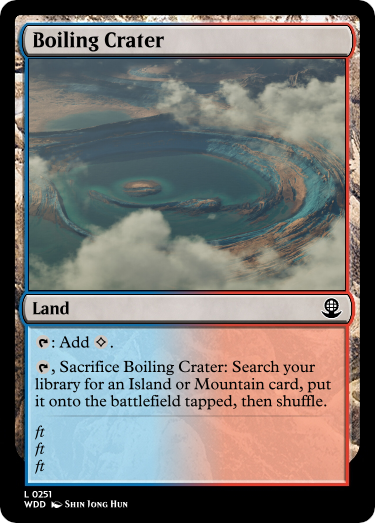 Boiling Crater
Land
: Add .
, Sacrifice Boiling Crater: Search your
library for an Island or Mountain card, put
it onto the battlefield tapped, then shuffle.
ft
ft
ft
L 0251
WDD Shin Jong Hun